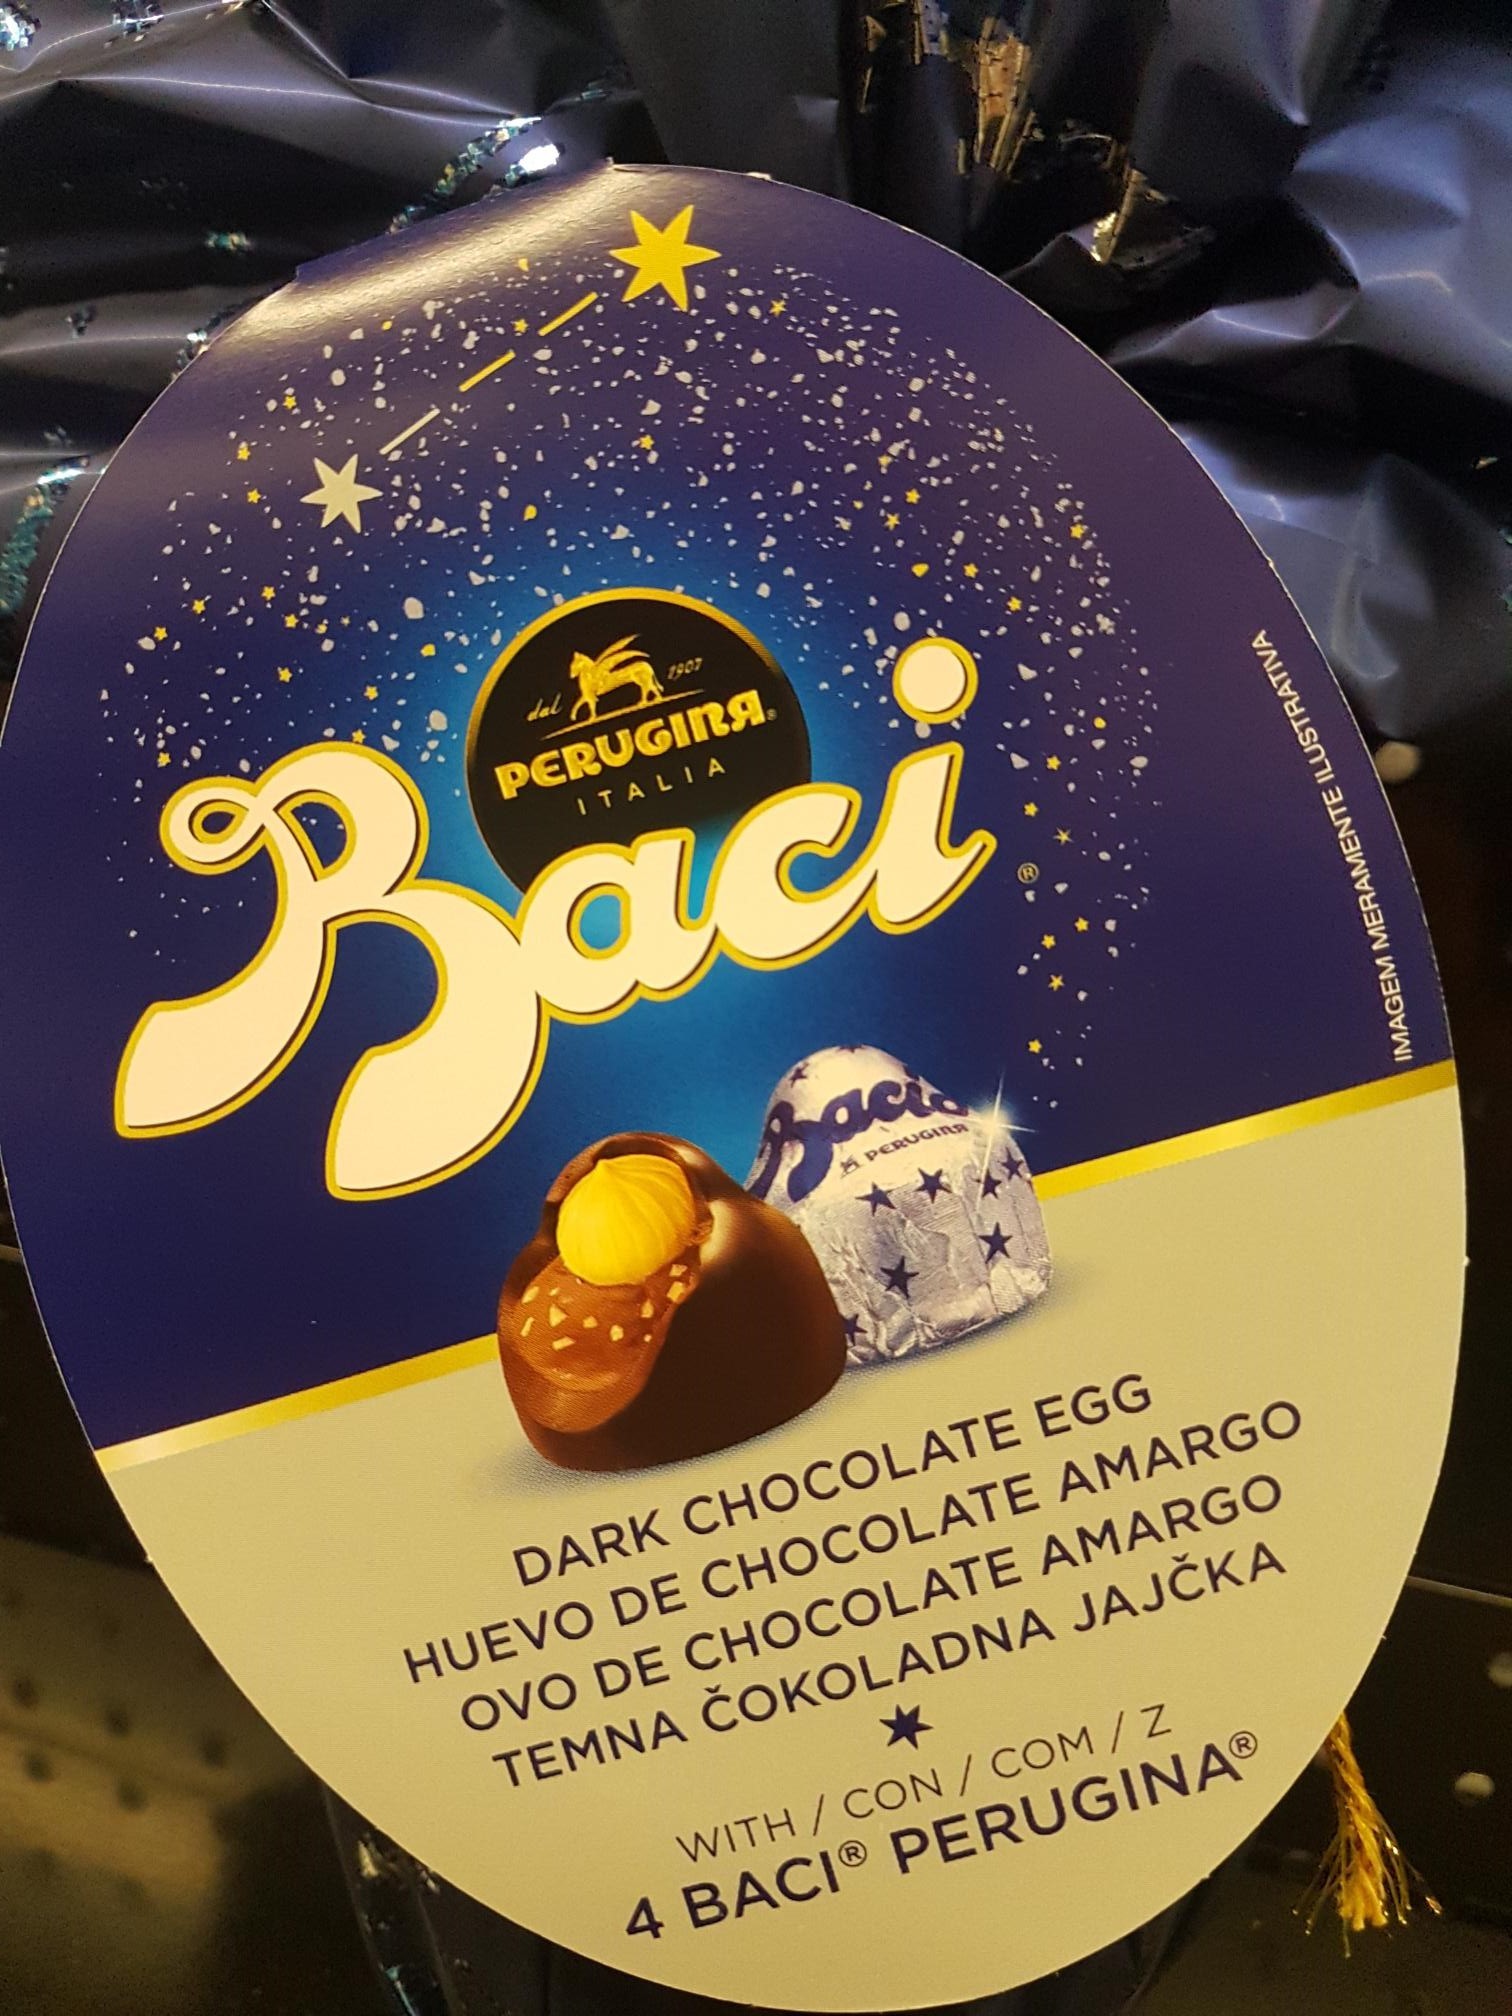 dal 1907
PERUGINA®
ITALIA
Baci®
IMAGEM MERAMENTE ILUSTRATIVA
Baci
PERUGINA
DARK CHOCOLATE EGG
HUEVO DE CHOCOLATE AMARGO
OVO DE CHOCOLATE AMARGO
TEMNA ČOKOLADNA JAJČKA
WITH / CON / COM / Z
4 BACI® PERUGINA®